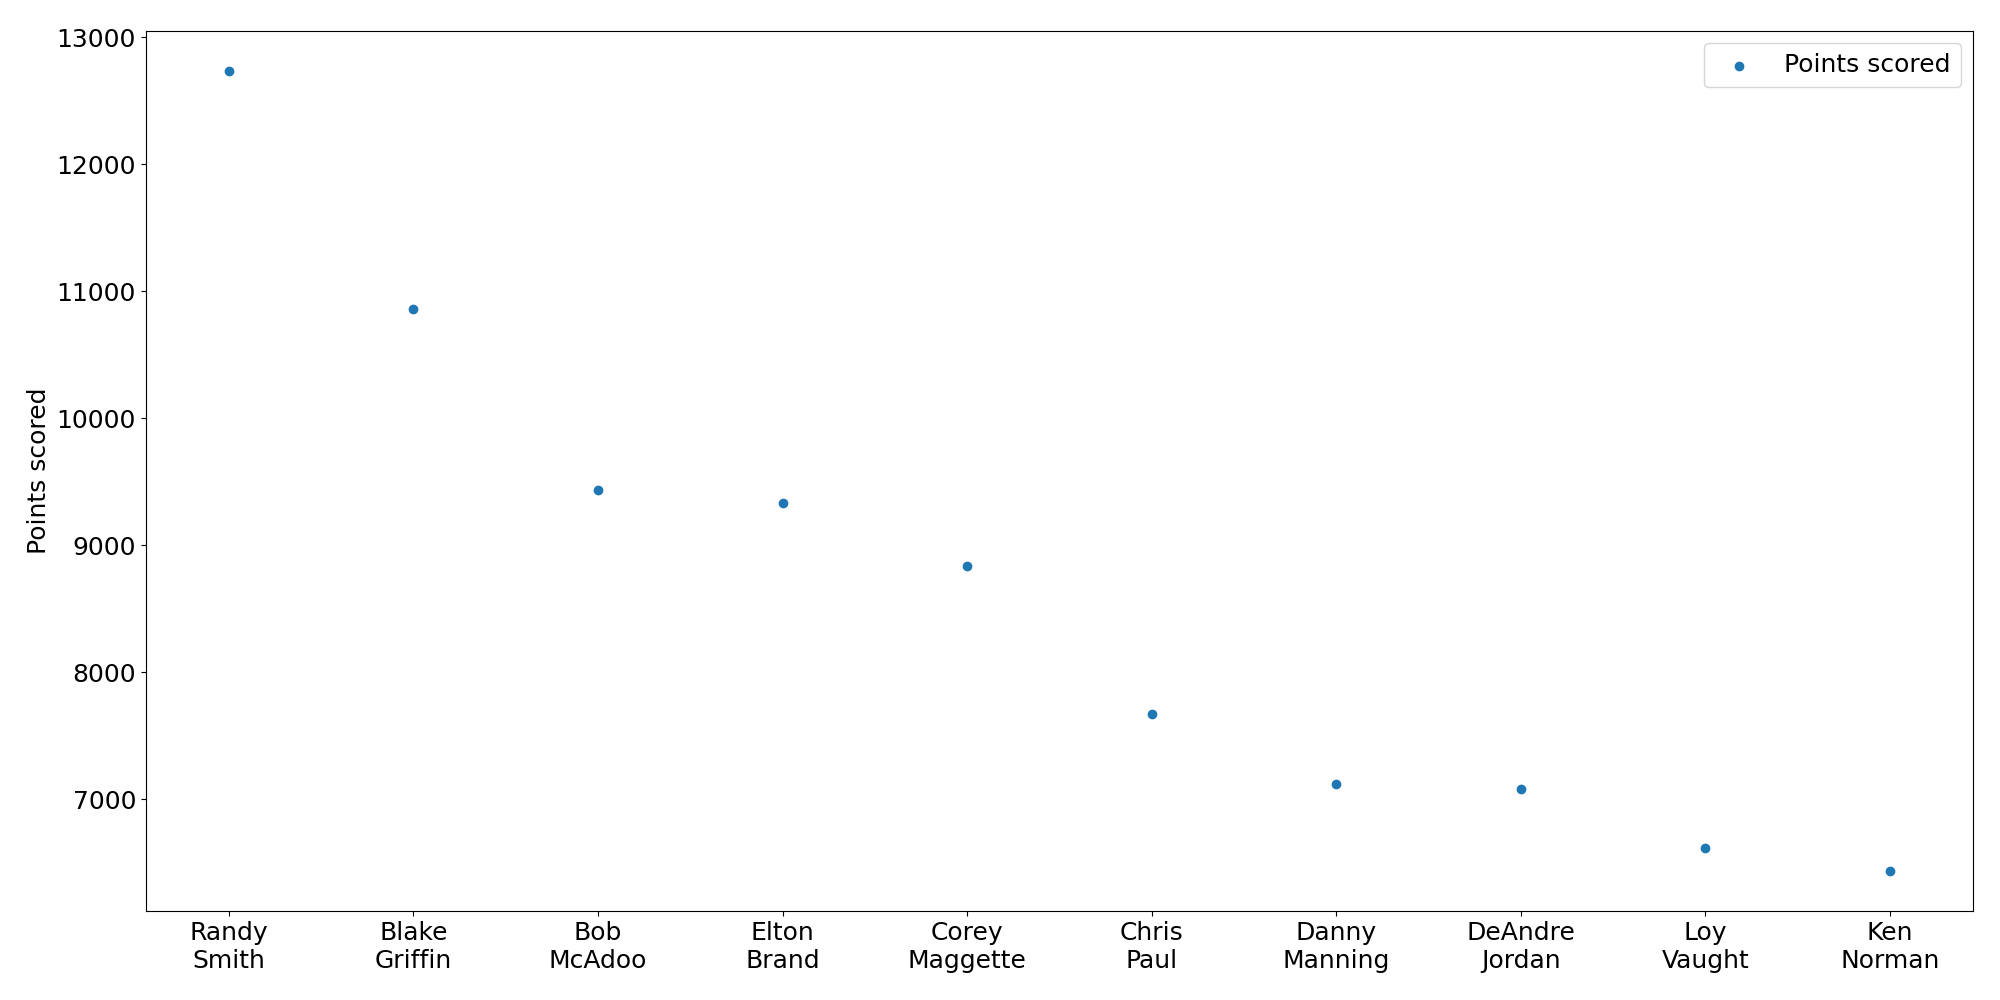 13000
12000
11000
10000
9000
8000
7000
Points scored
Points scored
Randy
Smith
Blake
Griffin
Bob
McAdoo
Elton
Brand
Corey
Maggette
Chris
Paul
Danny
Manning
DeAndre
Jordan
Loy
Vaught
Ken
Norman